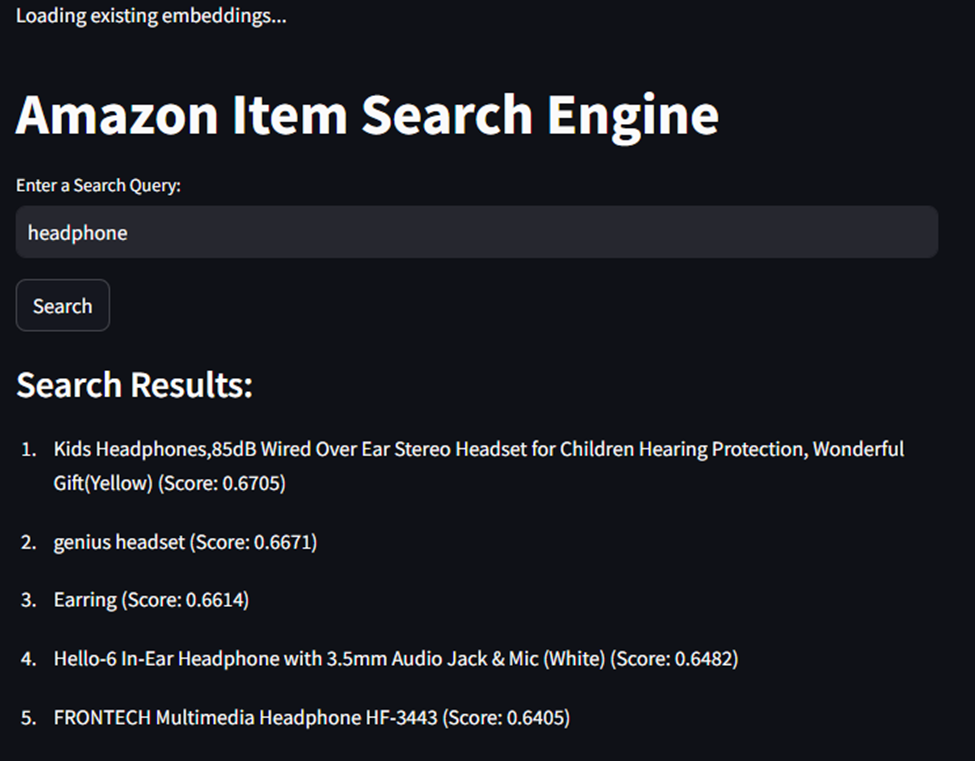 Loading existing embeddings...
Amazon Item Search Engine
Enter a Search Query:
headphone
Search
Search Results:
1. Kids Headphones,85dB Wired Over Ear Stereo Headset for Children Hearing Protection, Wonderful
Gift(Yellow) (Score: 0.6705)
2. genius headset (Score: 0.6671)
3. Earring (Score: 0.6614)
4. Hello-6 In-Ear Headphone with 3.5mm Audio Jack & Mic (White) (Score: 0.6482)
5. FRONTECH Multimedia Headphone HF-3443 (Score: 0.6405)